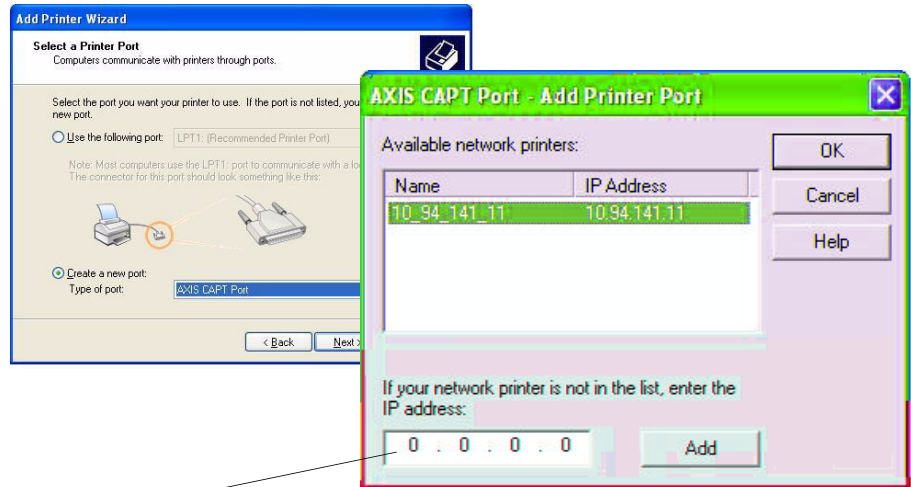 Add Printer Wizard
Select a Printer Port
Computers communicate with printers through ports.
Select the port you want your printer to use. If the port is not listed, you
new port.
Use the following port: LPT1: (Recommended Printer Port)
Note: Most computers use the LPT1: port to communicate with a
The connector for this port should look something like this:
Create a new port:
Type of port: AXIS CAPT Port
< Back Next >
AXIS CAPT Port - Add Printer Port
Available network printers:
Name IP Address
10_94_141_11 10.94.141.11
OK
Cancel
Help
If your network printer is not in the list, enter the
IP address:
0 . 0 . 0 . 0 Add